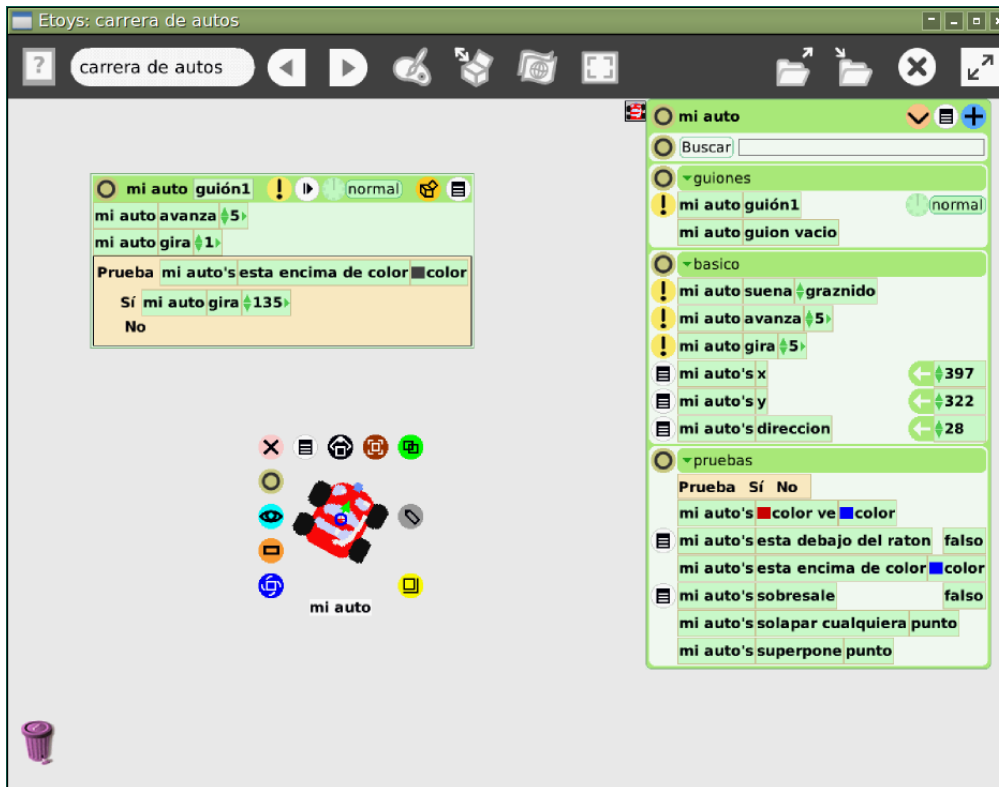 Etoys: carrera de autos
? carrera de autos
mi auto guión1 ! normal
mi auto avanza 5
mi auto gira 1
Prueba mi auto's esta encima de color color
Sí mi auto gira 135
No
mi auto
mi auto
Buscar
guiones
! mi auto guión1 normal
mi auto guion vacio
basico
! mi auto suena graznido
! mi auto avanza 5
! mi auto gira 5
mi auto's x 397
mi auto's y 322
mi auto's direccion 28
pruebas
Prueba Sí No
mi auto's color ve color
mi auto's esta debajo del raton falso
mi auto's esta encima de color color
mi auto's sobresale falso
mi auto's solapar cualquiera punto
mi auto's superpone punto